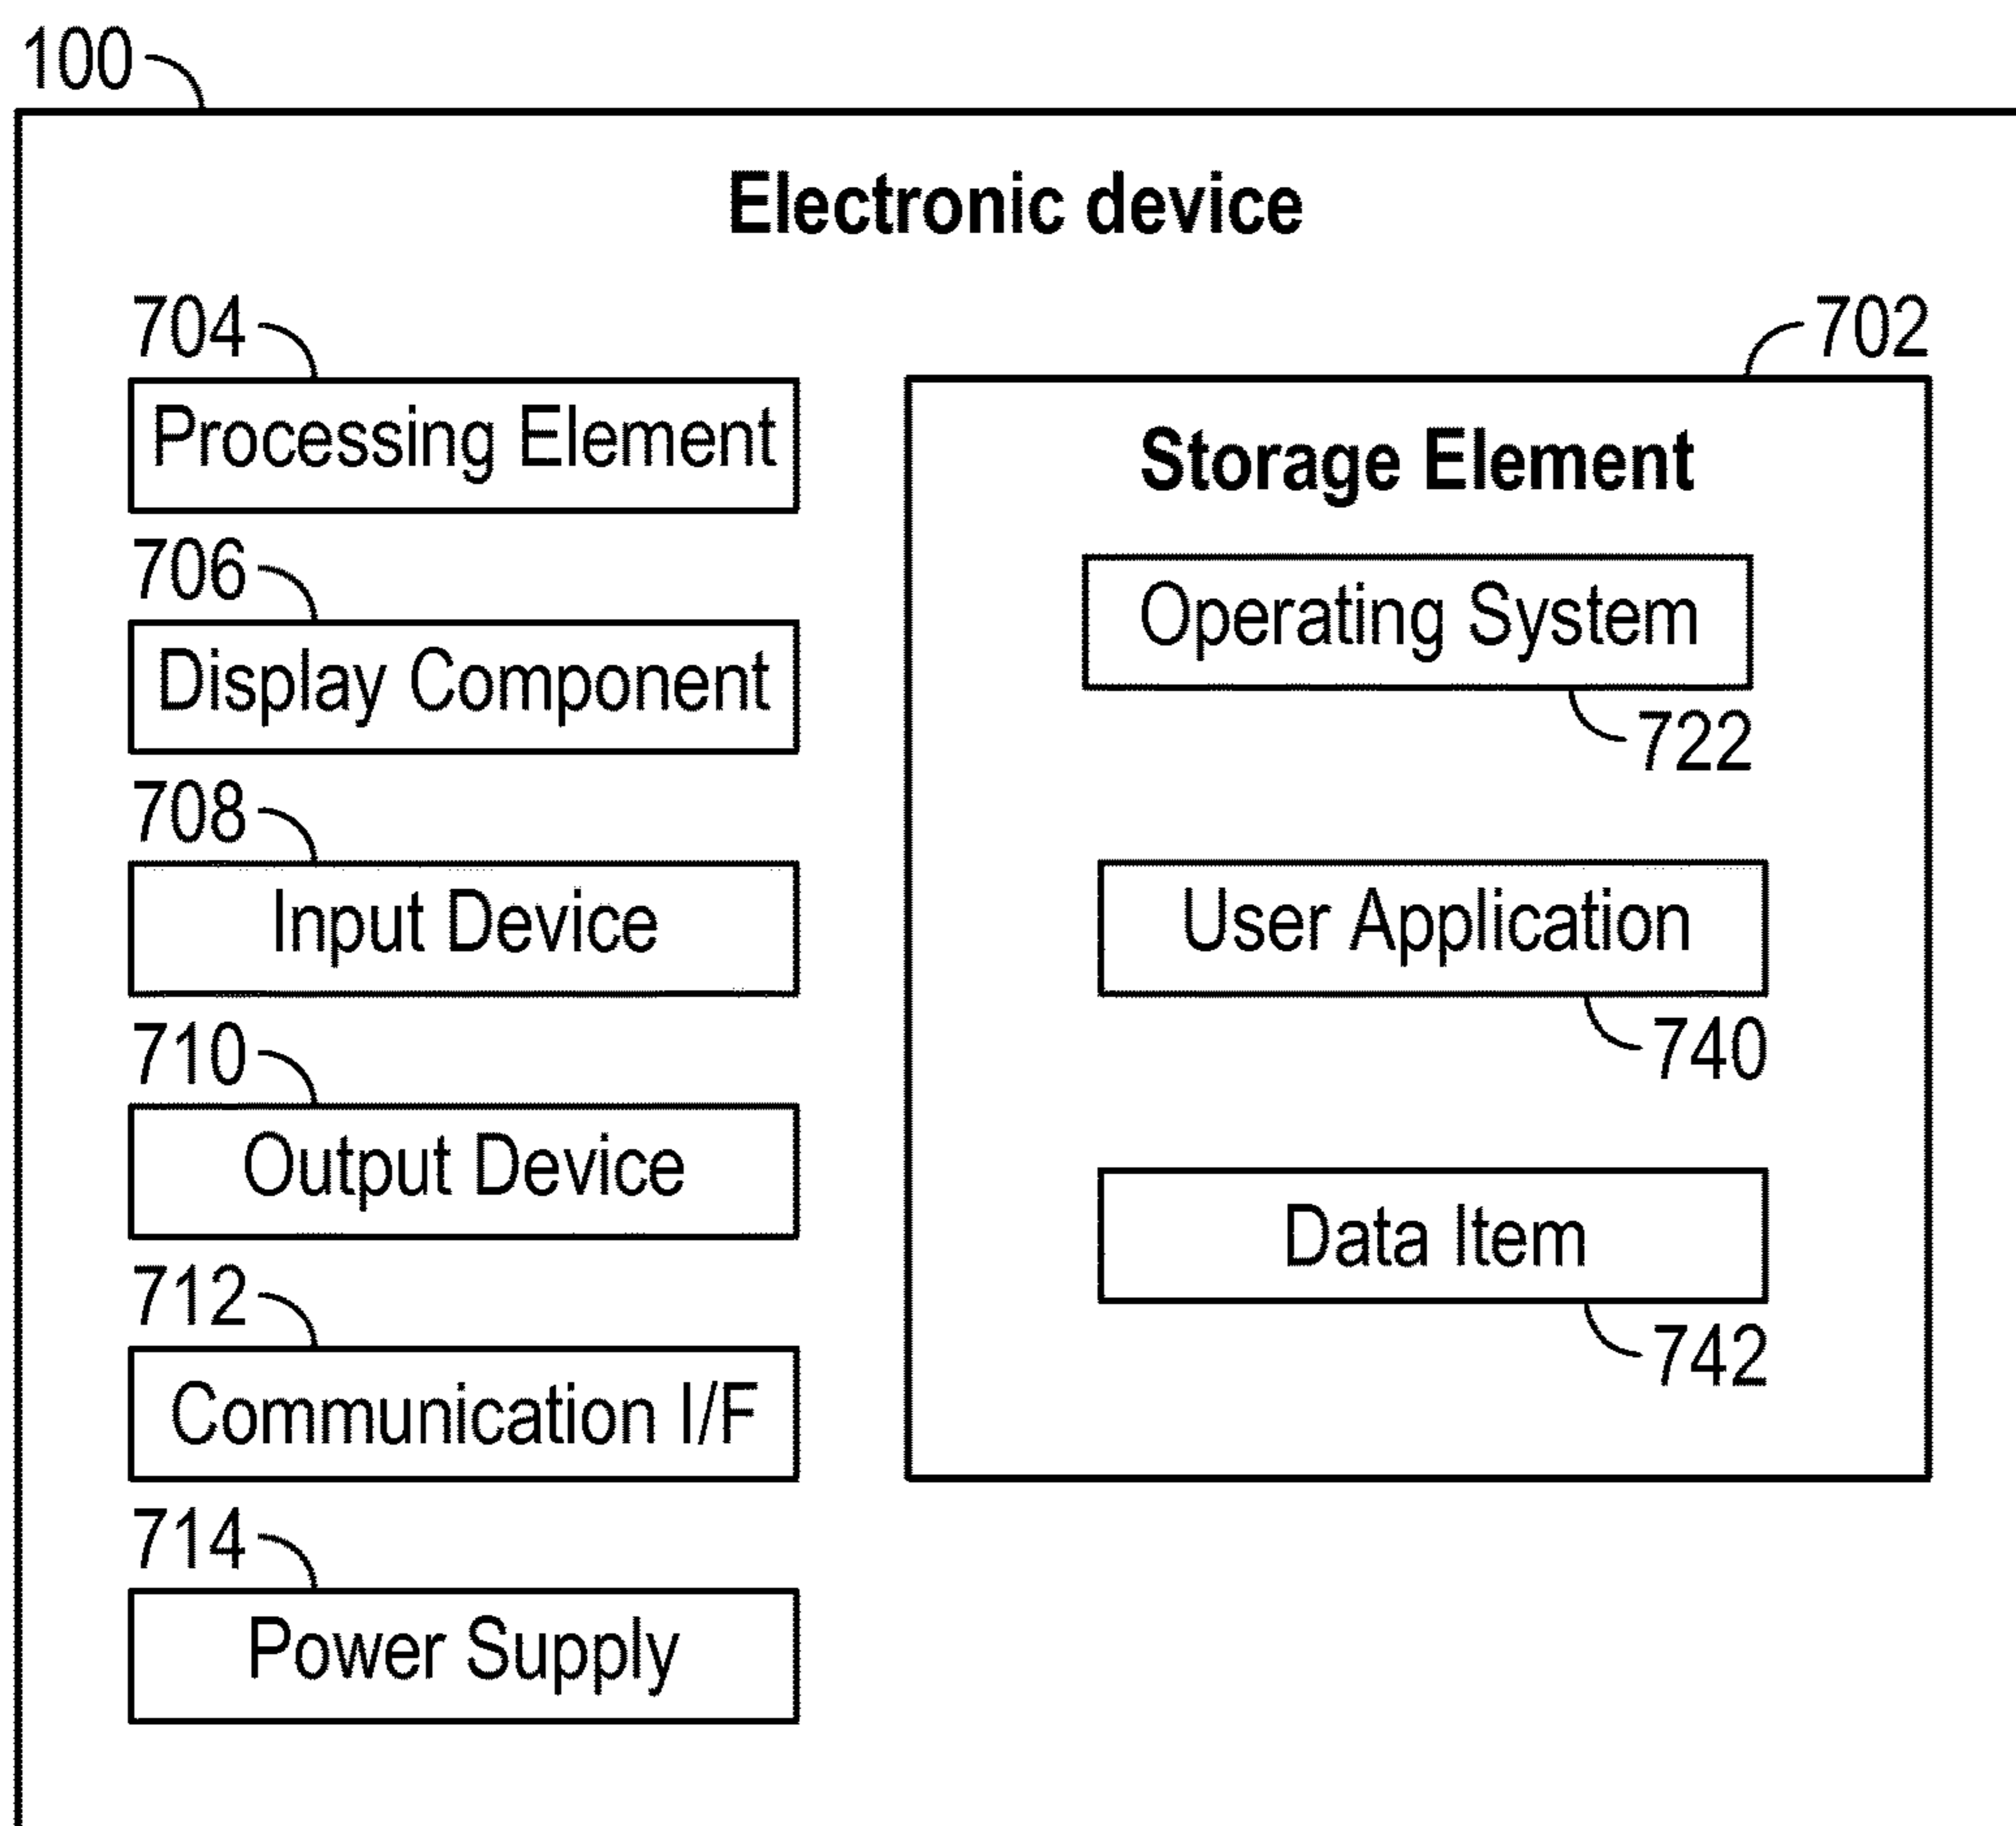 100
Electronic device
704
Processing Element
706
Display Component
708
Input Device
710
Output Device
712
Communication I/F
714
Power Supply
702
Storage Element
Operating System
722
User Application
740
Data Item
742